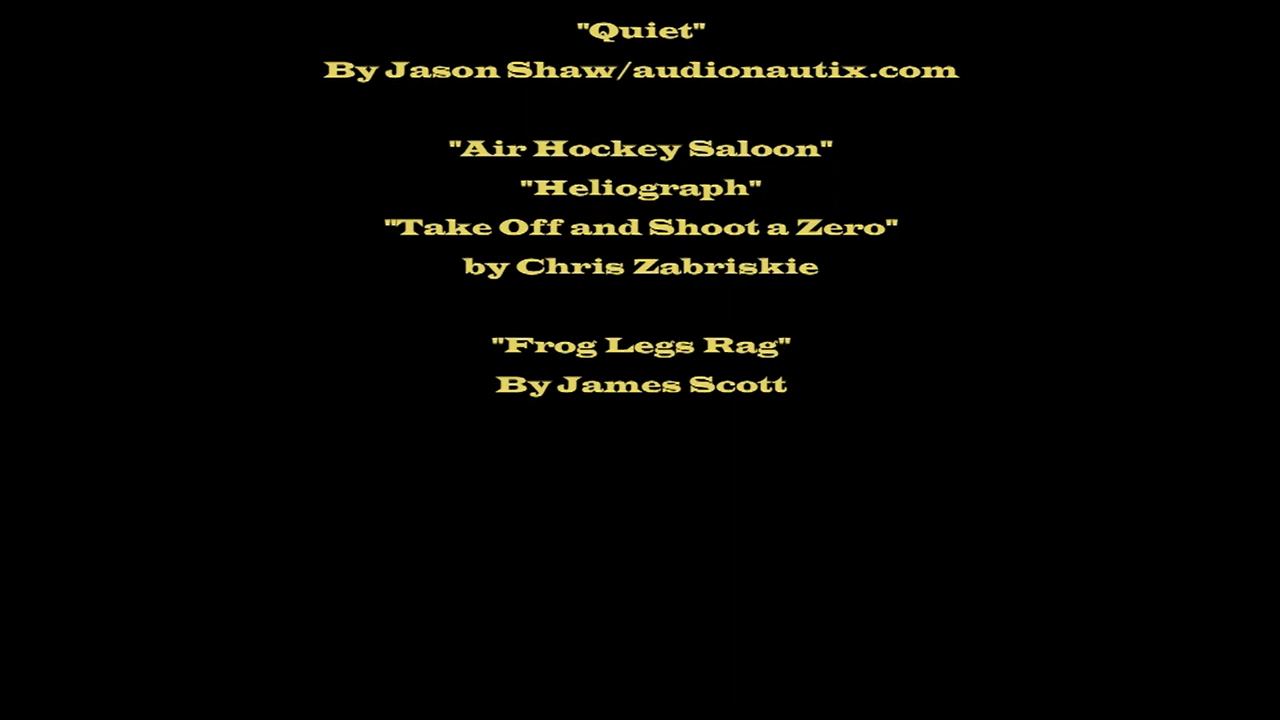 "Quiet"
By Jason Shaw/audionautix.com
"Air Hockey Saloon"
"Heliograph"
"Take Off and Shoot a Zero"
by Chris Zabriskie
"Frog Legs Rag"
By James Scott